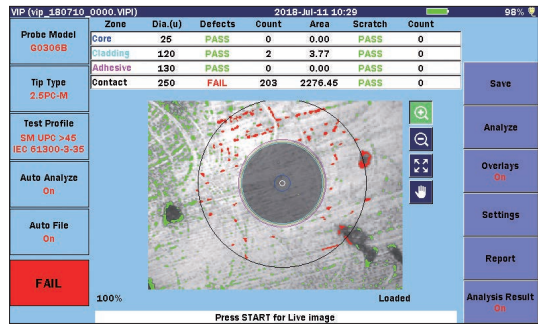 VIP (vip_180710_0000.VIPI) 2018-Jul-11 10:29 98%
Probe Model
G0306B
Tip Type
2.5PC-M
Test Profile
SM UPC >45
IEC 61300-3-35
Auto Analyze
On
Auto File
On
FAIL
Zone Dia.(u) Defects Count Area Scratch Count
Core 25 PASS 0 0.00 PASS 0
Cladding 120 PASS 2 3.77 PASS 0
Adhesive 130 PASS 0 0.00 PASS 0
Contact 250 FAIL 203 2276.45 PASS 0
100% Loaded
Press START for Live image
Save
Analyze
Overlays
On
Settings
Report
Analysis Result
On